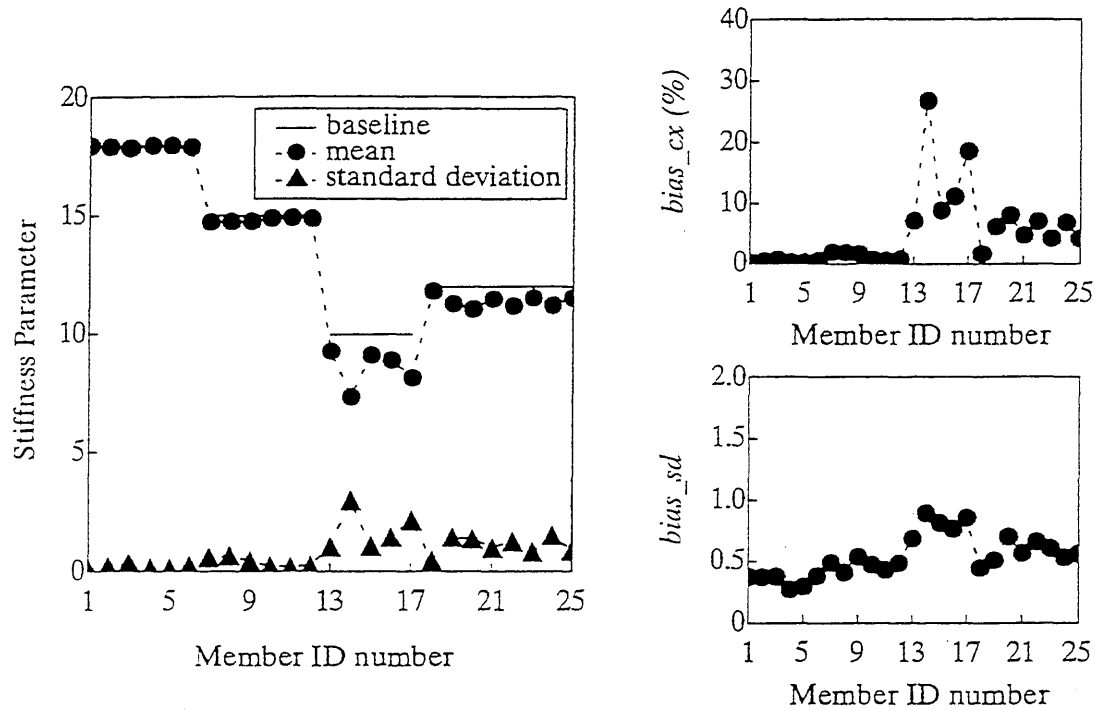 20
15
10
5
0
Stiffness Parameter
baseline
mean
standard deviation
1 5 9 13 17 21 25
Member ID number
40
30
20
10
0
bias_cx (%)
1 5 9 13 17 21 25
Member ID number
2.0
1.5
1.0
0.5
0
bias_sd
1 5 9 13 17 21 25
Member ID number